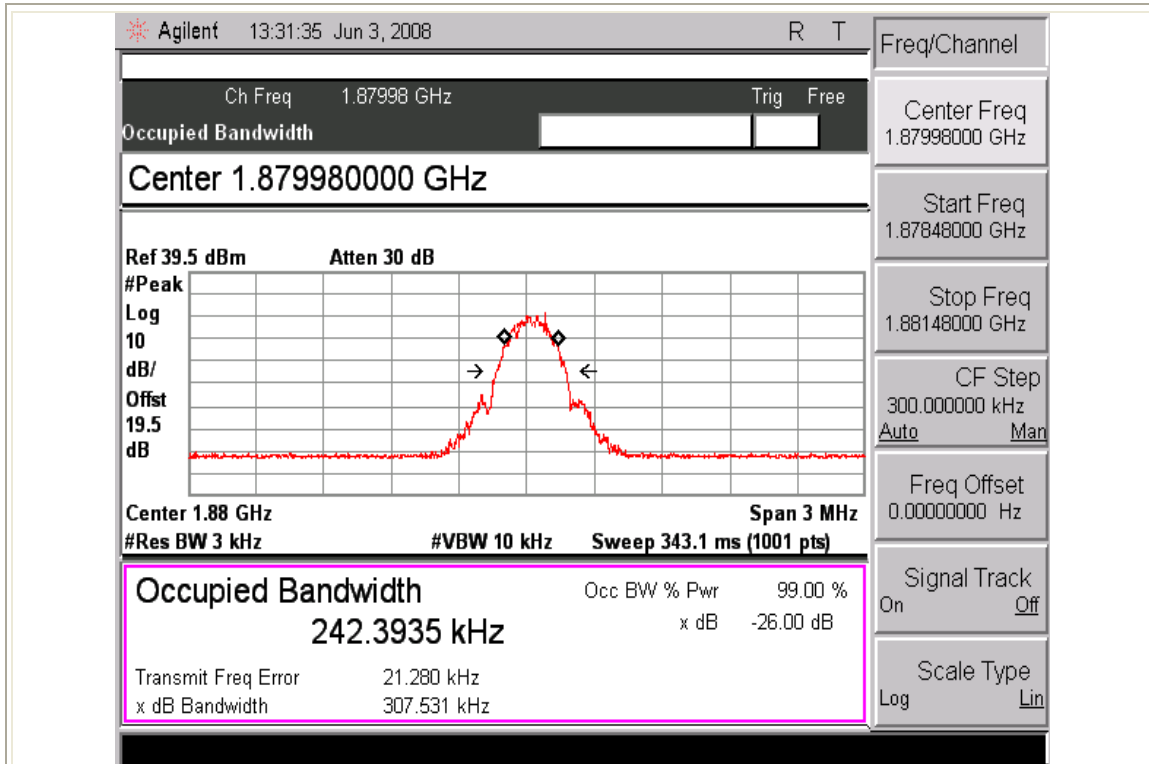 Agilent 13:31:35 Jun 3, 2008 R T
Ch Freq 1.87998 GHz Trig Free
Occupied Bandwidth
Center 1.879980000 GHz
Ref 39.5 dBm Atten 30 dB
#Peak
Log
10
dB/
Offst
19.5
dB
Center 1.88 GHz Span 3 MHz
#Res BW 3 kHz #VBW 10 kHz Sweep 343.1 ms (1001 pts)
Occupied Bandwidth
242.3935 kHz
Occ BW % Pwr 99.00 %
x dB -26.00 dB
Transmit Freq Error 21.280 kHz
x dB Bandwidth 307.531 kHz
Freq/Channel
Center Freq
1.87998000 GHz
Start Freq
1.87848000 GHz
Stop Freq
1.88148000 GHz
CF Step
300.000000 kHz
Auto Man
Freq Offset
0.00000000 Hz
Signal Track
On Off
Scale Type
Log Lin